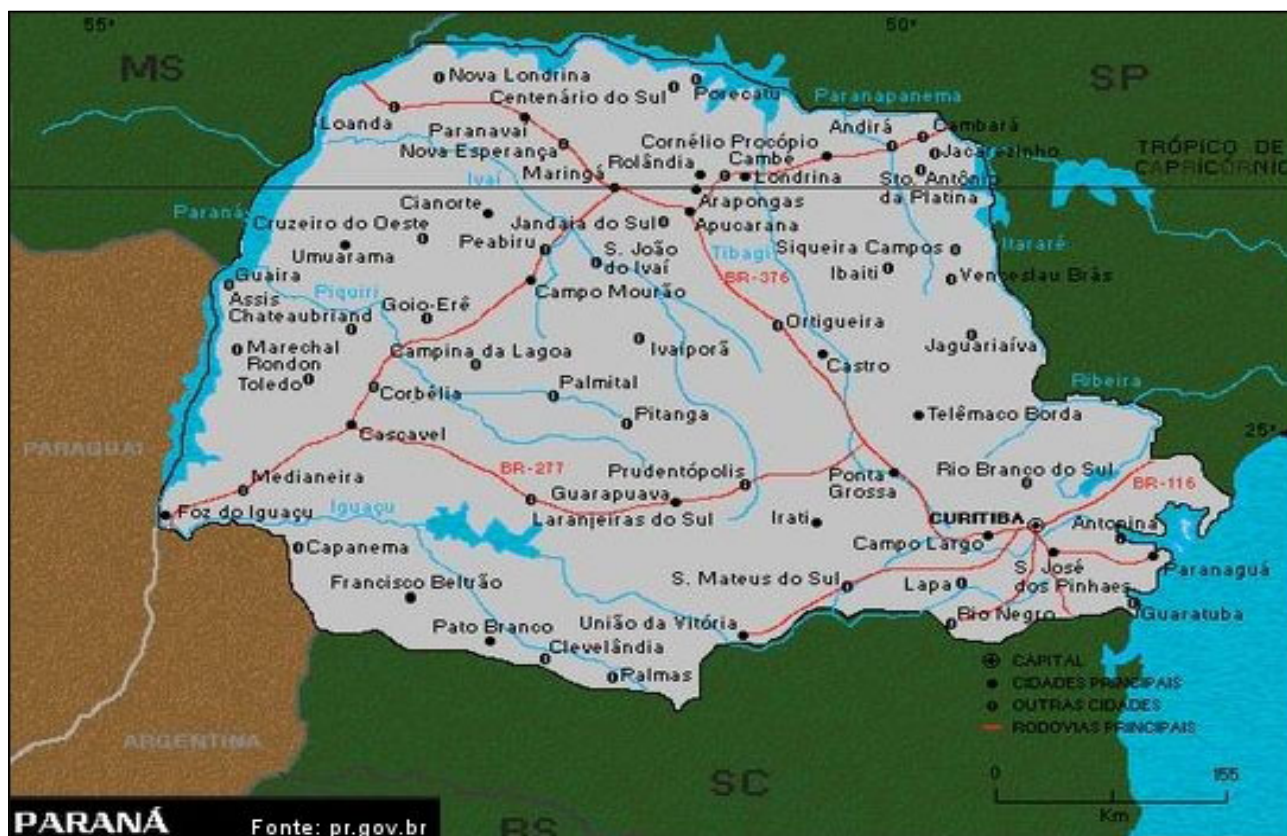 55°
50°
MS
SP
Nova Londrina
Centenário do Sul
Porecatu
Paranapanema
Loanda
Paranavaí
Nova Esperança
Cornélio Procópio
Andirá
Cambará
Rolândia
Cambé
Jacarezinho
TRÓPICO DE
CAPRICÓRNIO
Maringá
Londrina
Sto. Antônio
da Platina
Ivaí
Arapongas
Cianorte
Paraná
Cruzeiro do Oeste
Jandaia do Sul
Apucarana
Umuarama
Peabiru
S. João
do Ivaí
Tibagi
Siqueira Campos
Itararé
Ibaiti
Venceslau Brás
Guaíra
BR-376
Assis
Chateaubriand
Piquiri
Goio-Erê
Campo Mourão
Ortigueira
Marechal
Rondon
Campina da Lagoa
Ivaiporã
Castro
Jaguariaíva
Toledo
Corbélia
Palmital
Ribeira
Pitanga
Telêmaco Borda
25°
Cascavel
PARAGUAI
Medianeira
BR-277
Prudentópolis
Ponta
Grossa
Rio Branco do Sul
BR-116
Foz do Iguaçu
Iguaçu
Guarapuava
Laranjeiras do Sul
Irati
CURITIBA
Antonina
Capanema
Campo Largo
S. José
dos Pinhaes
Paranaguá
Francisco Beltrão
S. Mateus do Sul
Lapa
Guaratuba
Pato Branco
União da Vitória
Rio Negro
Clevelândia
Palmas
CAPITAL
CIDADES PRINCIPAIS
OUTRAS CIDADES
RODOVIAS PRINCIPAIS
ARGENTINA
SC
0
155
Km
PARANÁ
Fonte: pr.gov.br
RS